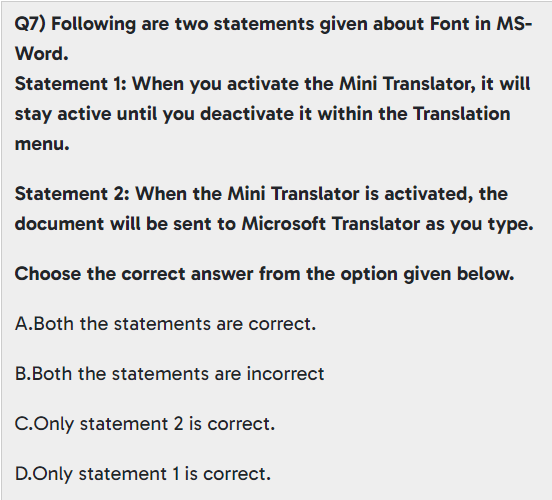 Q7) Following are two statements given about Font in MS-
Word.
Statement 1: When you activate the Mini Translator, it will
stay active until you deactivate it within the Translation
menu.
Statement 2: When the Mini Translator is activated, the
document will be sent to Microsoft Translator as you type.
Choose the correct answer from the option given below.
A.Both the statements are correct.
B.Both the statements are incorrect
C.Only statement 2 is correct.
D.Only statement 1 is correct.